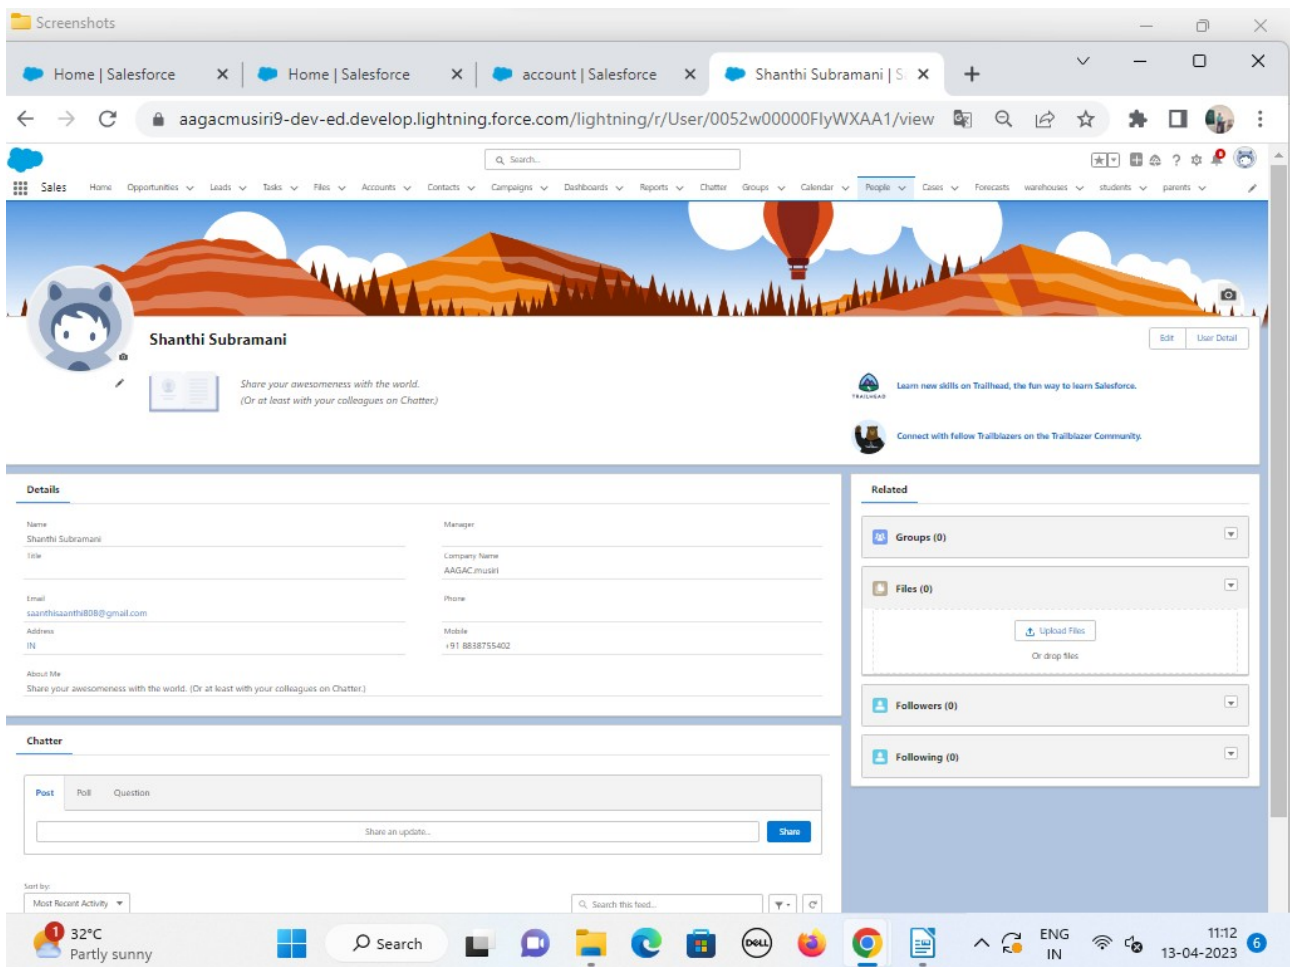 Screenshots
Home | Salesforce
Home | Salesforce
account | Salesforce
Shanthi Subramani | S
aagacmusiri9-dev-ed.develop.lightning.force.com/lightning/r/User/0052w00000FIyWXAA1/view
Search...
Sales Home Opportunities Leads Tasks Files Accounts Contacts Campaigns Dashboards Reports Chatter Groups Calendar People Cases Forecasts warehouses students parents
Shanthi Subramani
Edit User Detail
Share your awesomeness with the world.
(Or at least with your colleagues on Chatter.)
TRAILHEAD
Learn new skills on Trailhead, the fun way to learn Salesforce.
Connect with fellow Trailblazers on the Trailblazer Community.
Details
Name
Shanthi Subramani
Manager
Title
Company Name
AAGAC.musiri
Email
saanthisaanthi808@gmail.com
Phone
Address
IN
Mobile
+91 8838755402
About Me
Share your awesomeness with the world. (Or at least with your colleagues on Chatter.)
Related
Groups (0)
Files (0)
Upload Files
Or drop files
Followers (0)
Following (0)
Chatter
Post Poll Question
Share an update...
Share
Sort by:
Most Recent Activity
Search this feed...
1
32°C
Partly sunny
Search
DELL
ENG
IN
11:12
13-04-2023
6